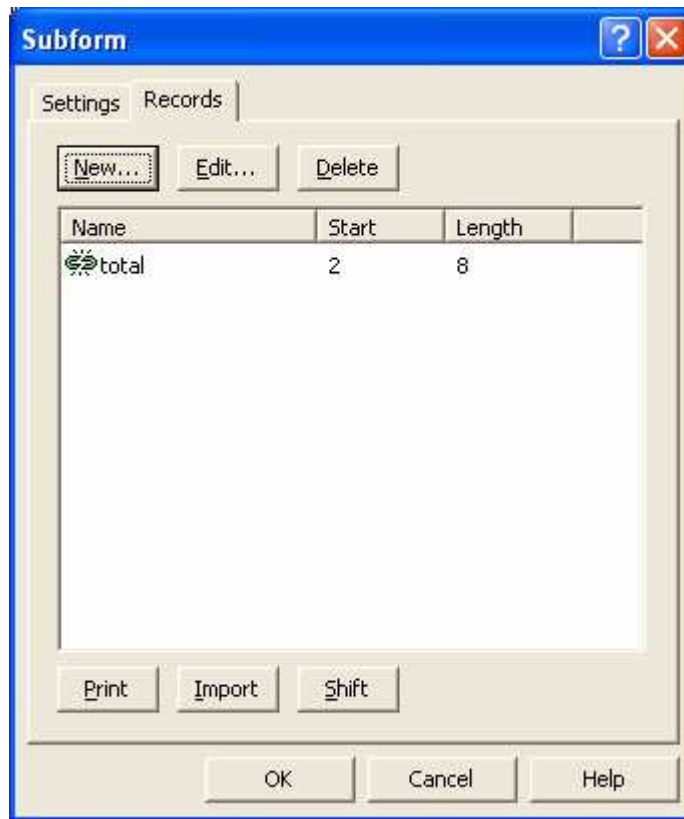 Subform
Settings Records
New... Edit... Delete
Name Start Length
total 2 8
Print Import Shift
OK Cancel Help